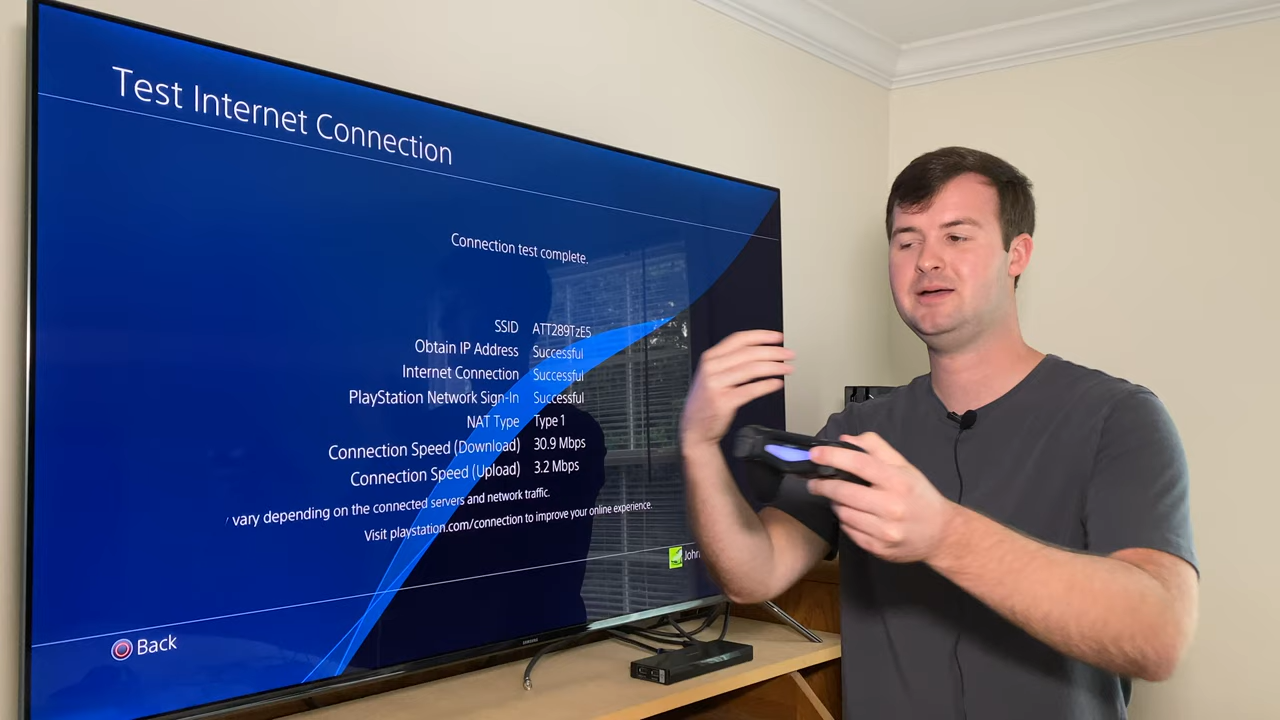 Test Internet Connection
Connection test complete.
SSID ATT289TzE5
Obtain IP Address Successful
Internet Connection Successful
PlayStation Network Sign-In Successful
NAT Type Type 1
Connection Speed (Download) 30.9 Mbps
Connection Speed (Upload) 3.2 Mbps
vary depending on the connected servers and network traffic.
Visit playstation.com/connection to improve your online experience.
John
Back
SAMSUNG